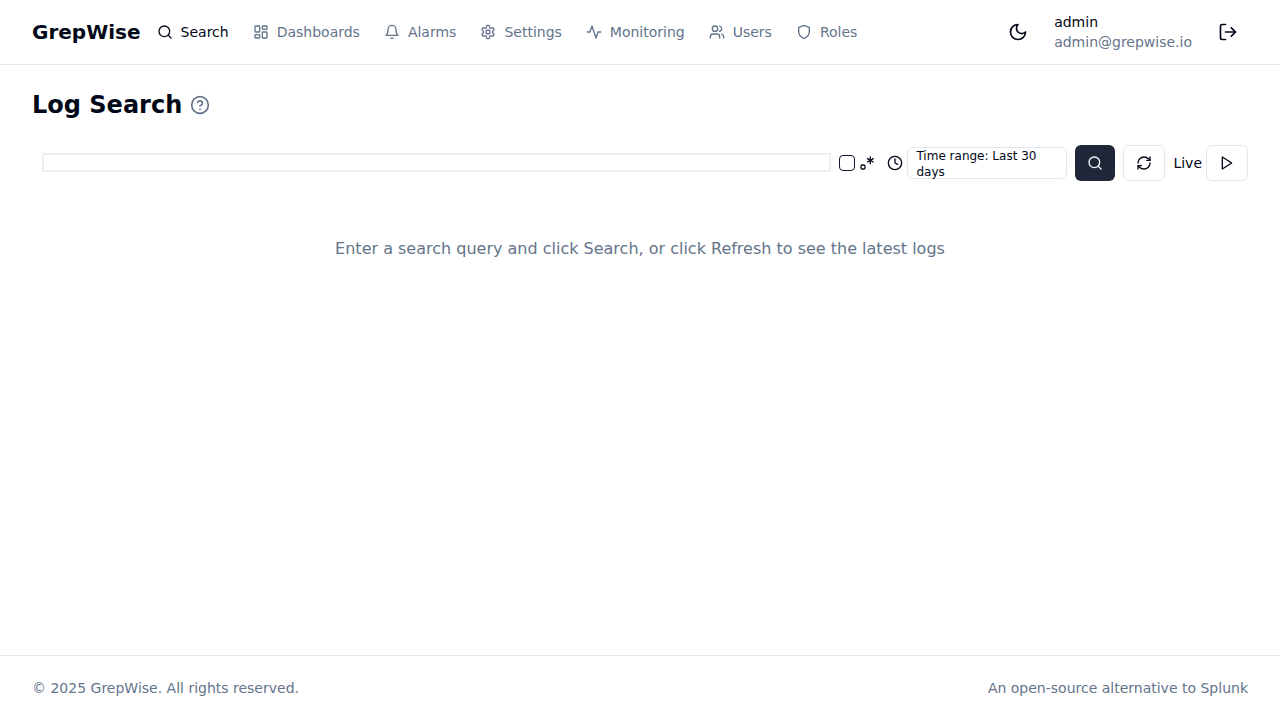 GrepWise
Search
Dashboards
Alarms
Settings
Monitoring
Users
Roles
admin
admin@grepwise.io
Log Search
Time range: Last 30
days
Live
Enter a search query and click Search, or click Refresh to see the latest logs
© 2025 GrepWise. All rights reserved.
An open-source alternative to Splunk